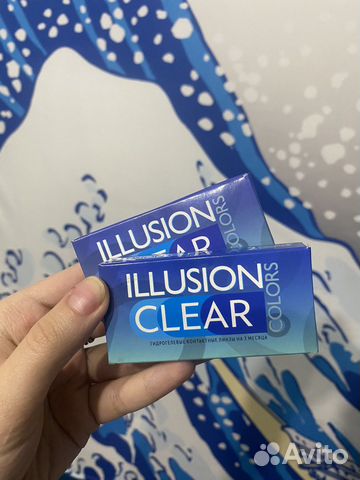 ILLUSION
CLEAR
COLORS
ILLUSION
CLEAR
COLORS
ГИДРОГЕЛЕВЫЕ КОНТАКТНЫЕ ЛИНЗЫ НА 3 МЕСЯЦА
Avito